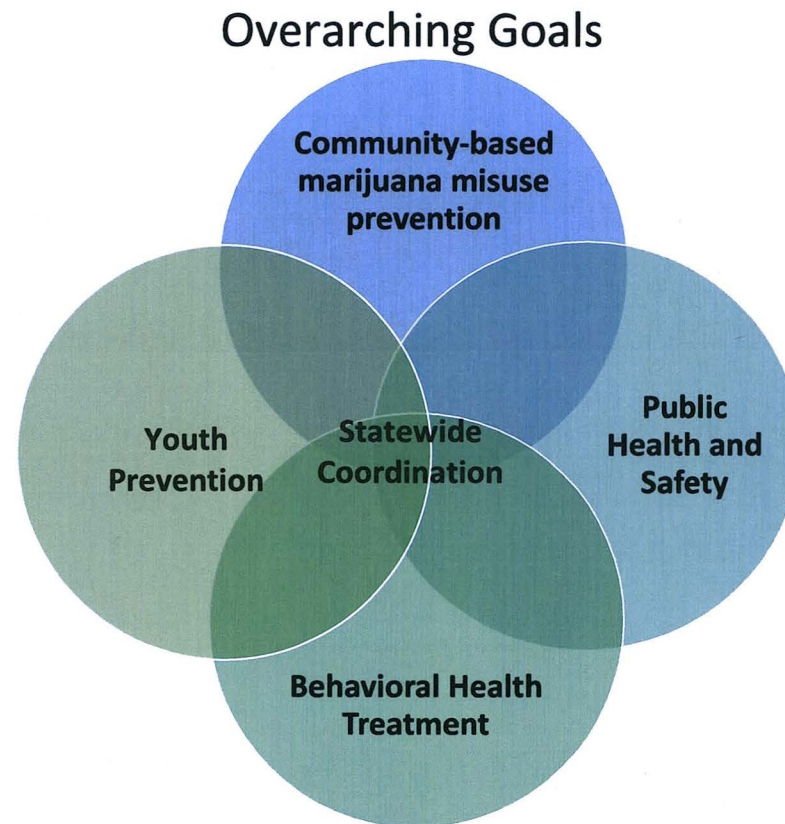 Overarching Goals
Community-based
marijuana misuse
prevention
Youth
Prevention
Statewide
Coordination
Public
Health and
Safety
Behavioral Health
Treatment